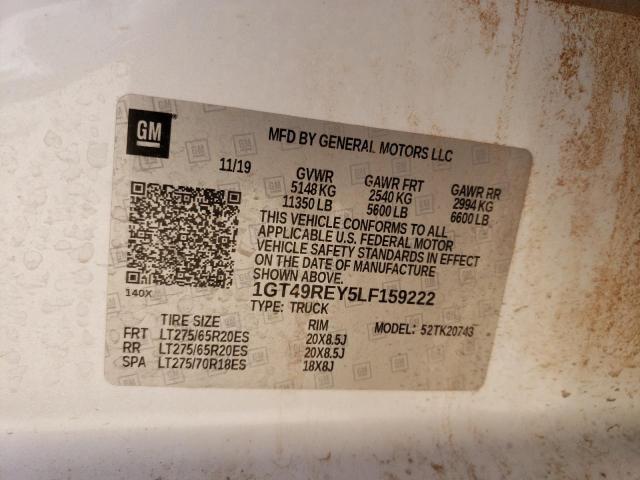 GM
MFD BY GENERAL MOTORS LLC
11/19
GVWR GAWR FRT GAWR RR
5148 KG 2540 KG 2994 KG
11350 LB 5600 LB 6600 LB
THIS VEHICLE CONFORMS TO ALL
APPLICABLE U.S. FEDERAL MOTOR
VEHICLE SAFETY STANDARDS IN EFFECT
ON THE DATE OF MANUFACTURE
SHOWN ABOVE.
140X
1GT49REY5LF159222
TYPE: TRUCK
TIRE SIZE RIM MODEL: 52TK20743
FRT LT275/65R20ES 20X8.5J
RR LT275/65R20ES 20X8.5J
SPA LT275/70R18ES 18X8J